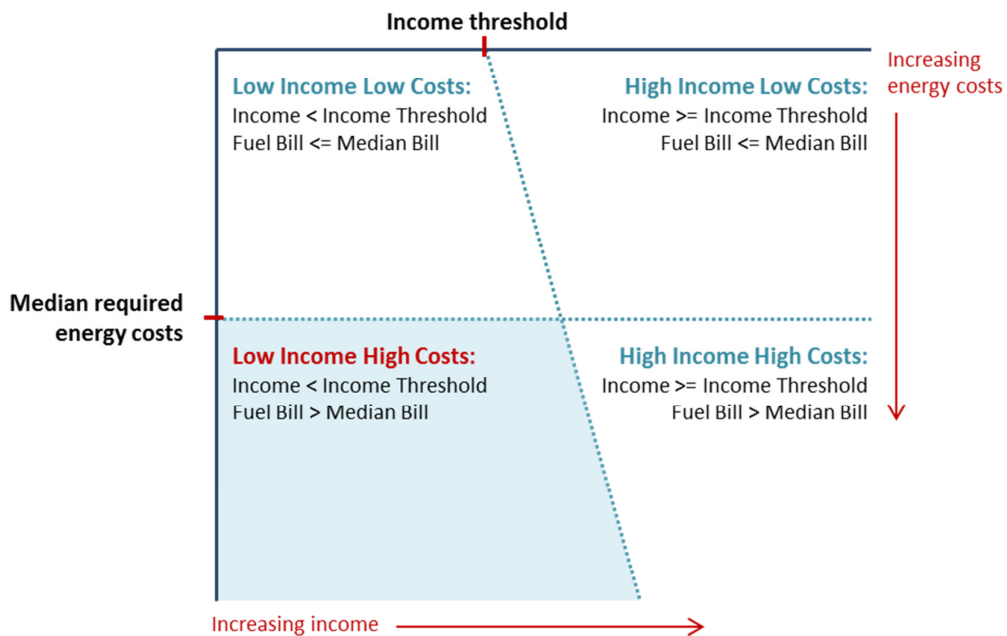 Income threshold
Increasing
energy costs
Low Income Low Costs:
Income < Income Threshold
Fuel Bill <= Median Bill
High Income Low Costs:
Income >= Income Threshold
Fuel Bill <= Median Bill
Median required
energy costs
Low Income High Costs:
Income < Income Threshold
Fuel Bill > Median Bill
High Income High Costs:
Income >= Income Threshold
Fuel Bill > Median Bill
Increasing income